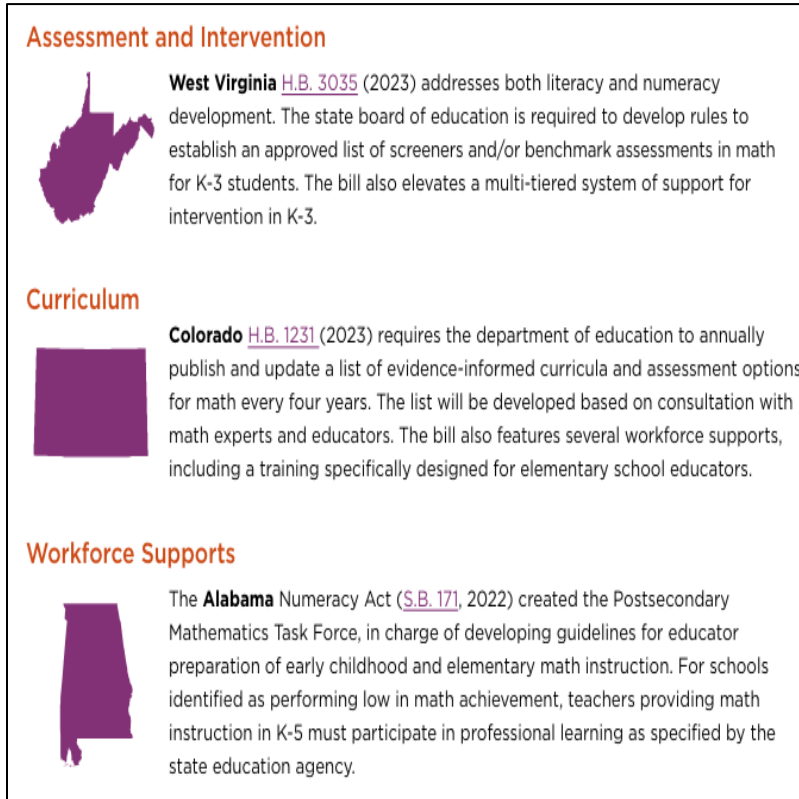 Assessment and Intervention
West Virginia H.B. 3035 (2023) addresses both literacy and numeracy
development. The state board of education is required to develop rules to
establish an approved list of screeners and/or benchmark assessments in math
for K-3 students. The bill also elevates a multi-tiered system of support for
intervention in K-3.
Curriculum
Colorado H.B. 1231 (2023) requires the department of education to annually
publish and update a list of evidence-informed curricula and assessment options
for math every four years. The list will be developed based on consultation with
math experts and educators. The bill also features several workforce supports,
including a training specifically designed for elementary school educators.
Workforce Supports
The Alabama Numeracy Act (S.B. 171, 2022) created the Postsecondary
Mathematics Task Force, in charge of developing guidelines for educator
preparation of early childhood and elementary math instruction. For schools
identified as performing low in math achievement, teachers providing math
instruction in K-5 must participate in professional learning as specified by the
state education agency.